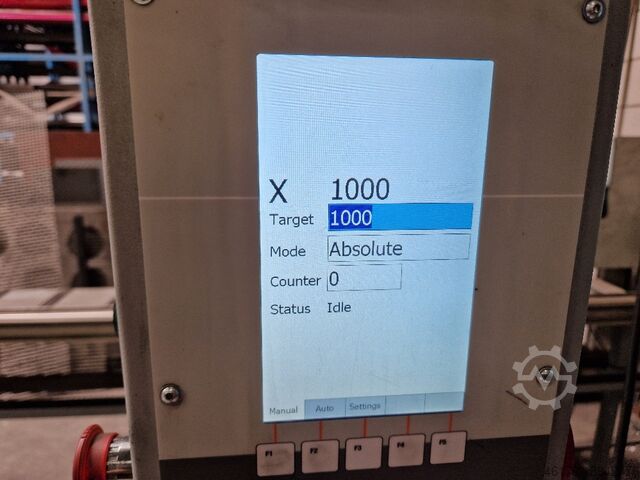 X 1000
Target 1000
Mode Absolute
Counter 0
Status Idle
Manual Auto Settings
F1 F2 F3 F4 F5